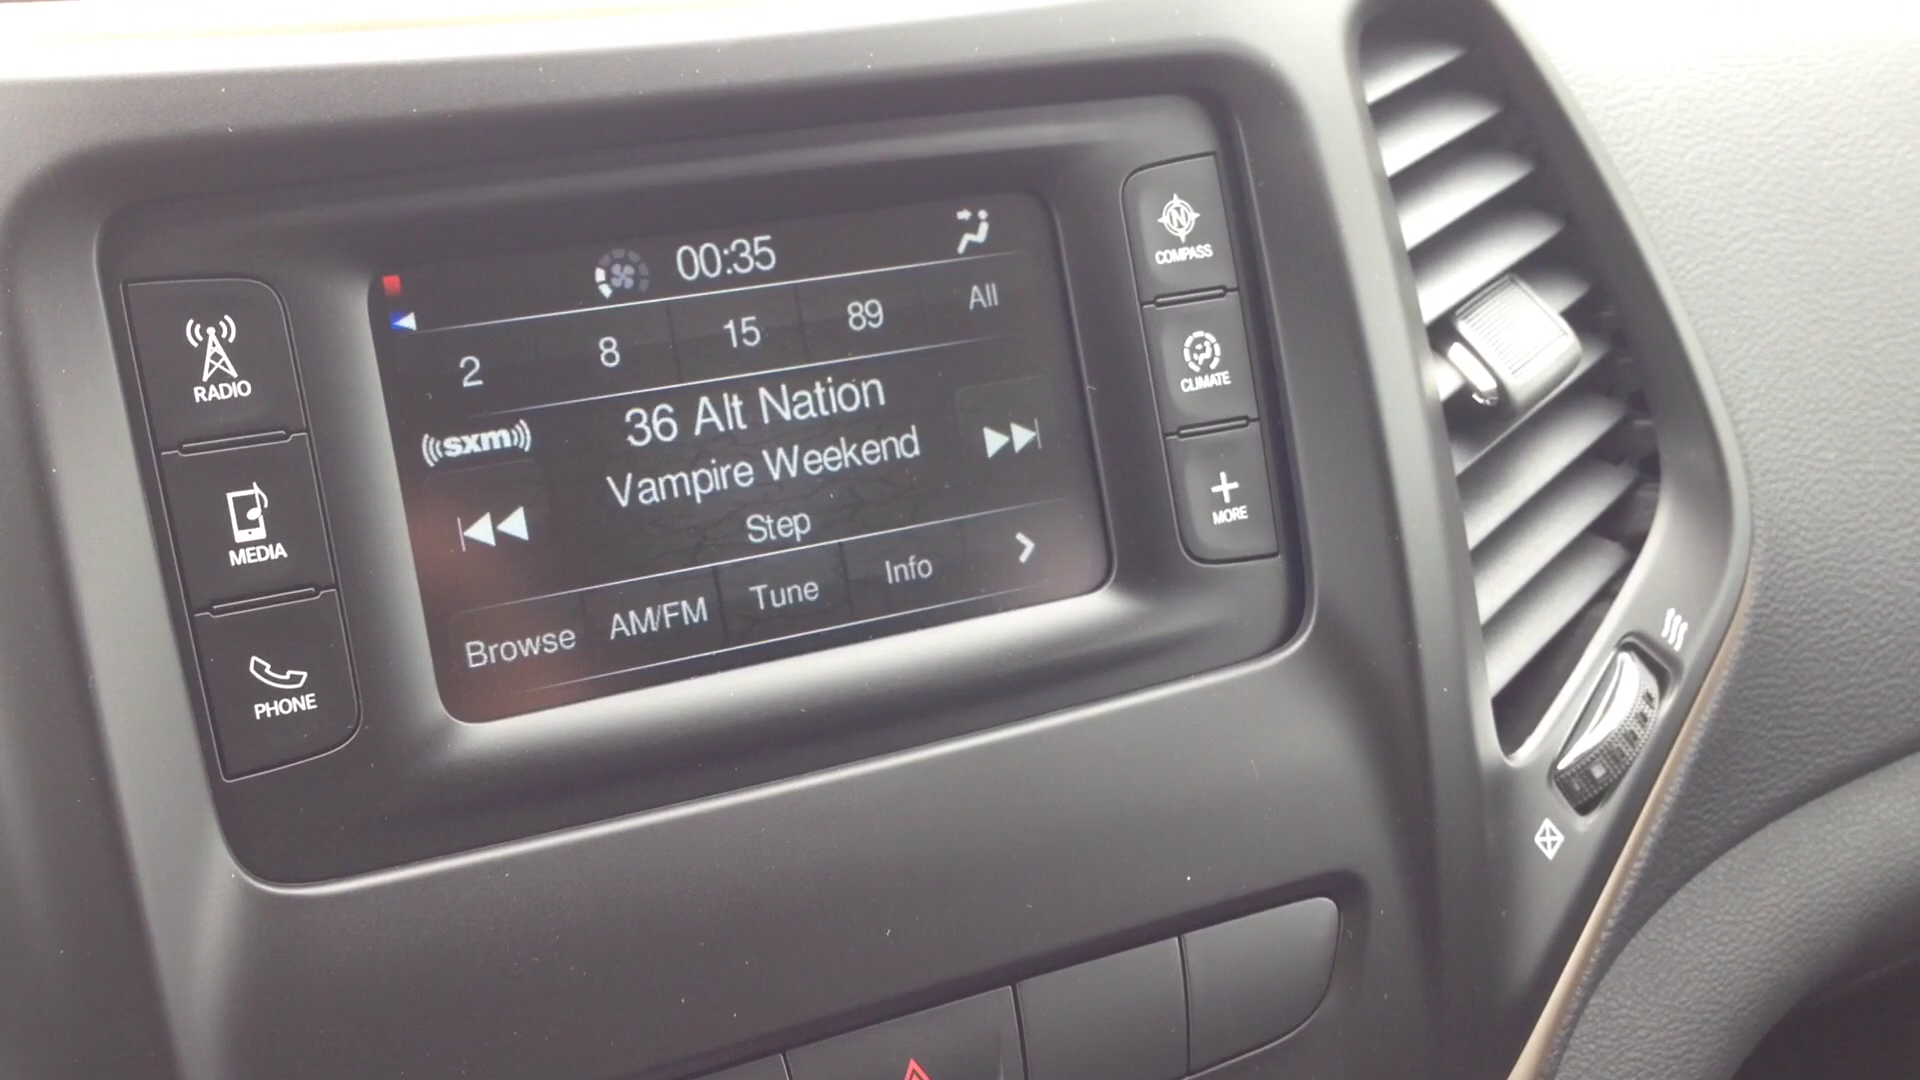 00:35
2 8 15 89 All
((sxm))
36 Alt Nation
Vampire Weekend
Step
Browse AM/FM Tune Info
RADIO
MEDIA
PHONE
COMPASS
CLIMATE
MORE